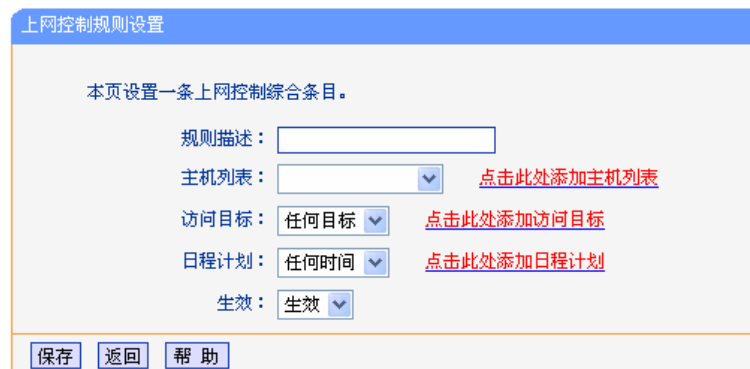 上网控制规则设置
本页设置一条上网控制综合条目。
规则描述：
主机列表： 点击此处添加主机列表
访问目标： 任何目标 点击此处添加访问目标
日程计划： 任何时间 点击此处添加日程计划
生效： 生效
保存 返回 帮 助